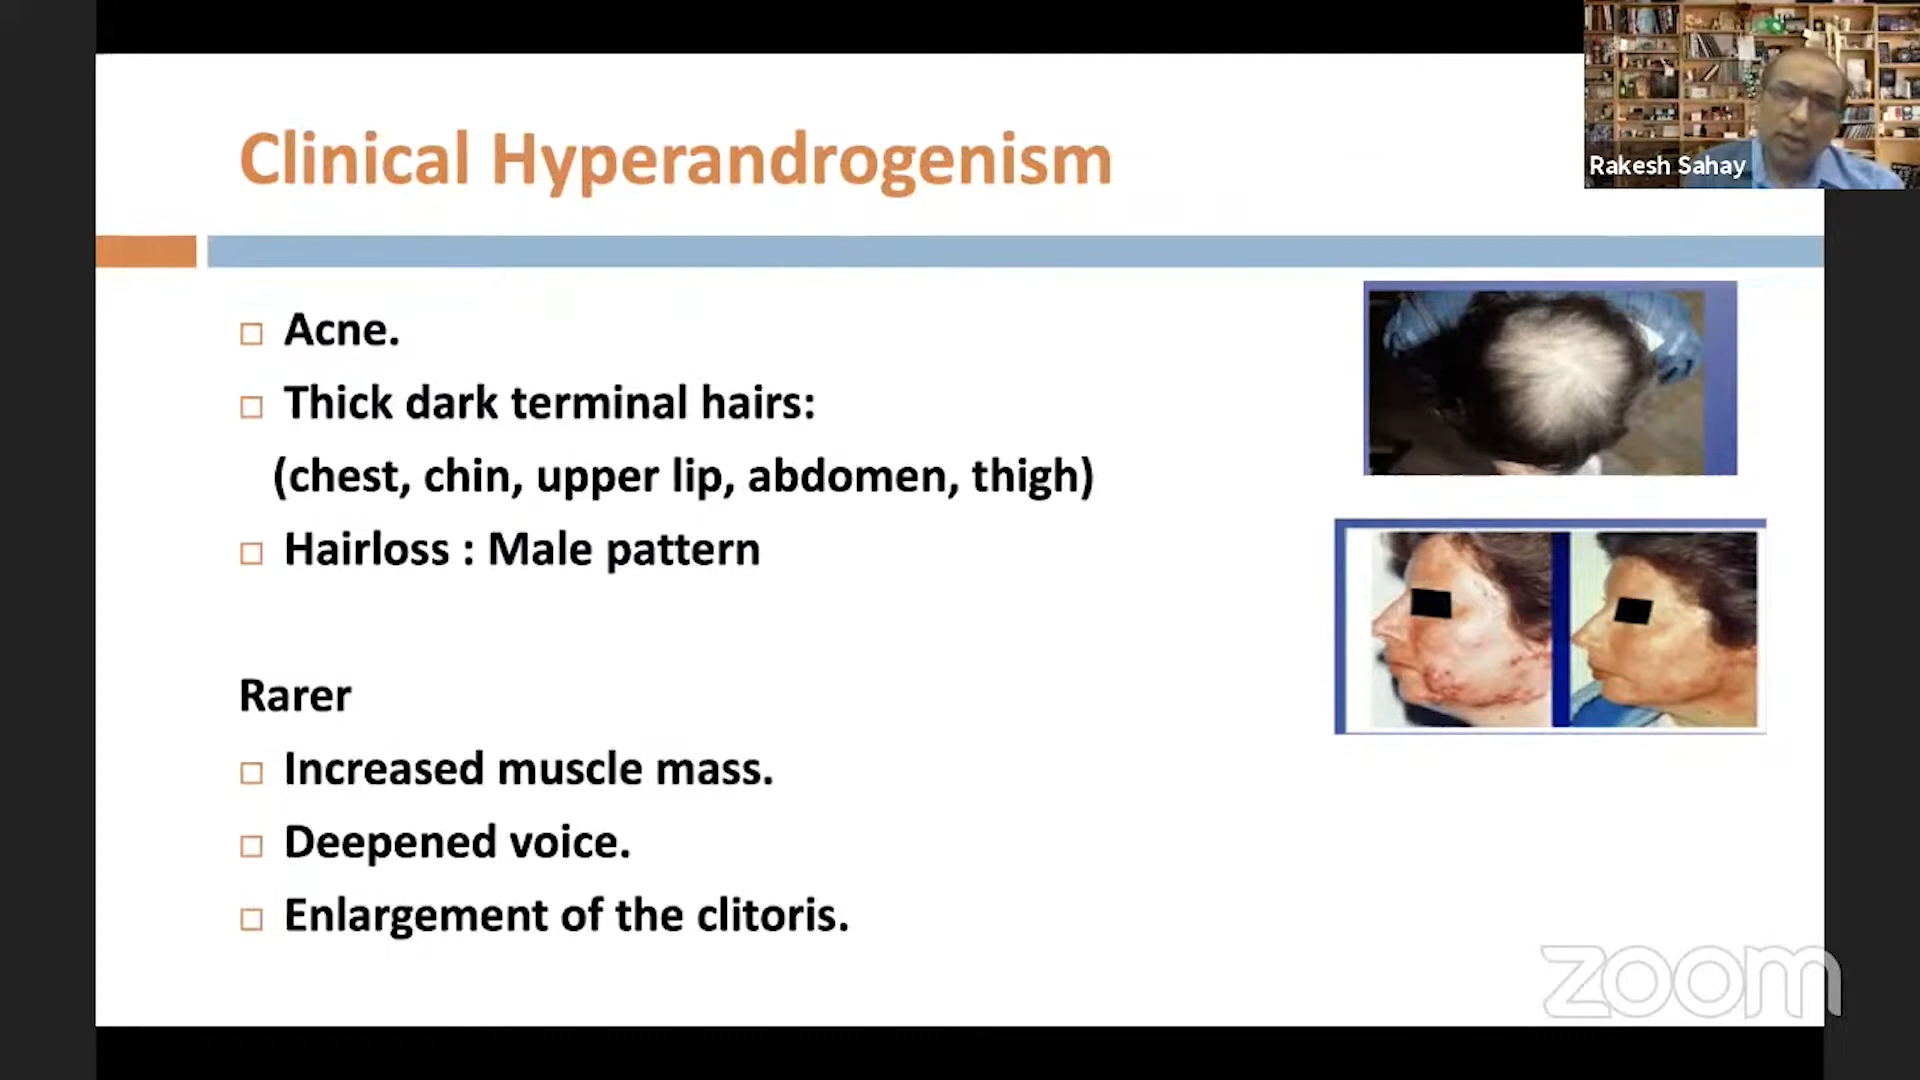 Clinical Hyperandrogenism
Rakesh Sahay
Acne.
Thick dark terminal hairs:
(chest, chin, upper lip, abdomen, thigh)
Hairloss : Male pattern
Rarer
Increased muscle mass.
Deepened voice.
Enlargement of the clitoris.
zoom